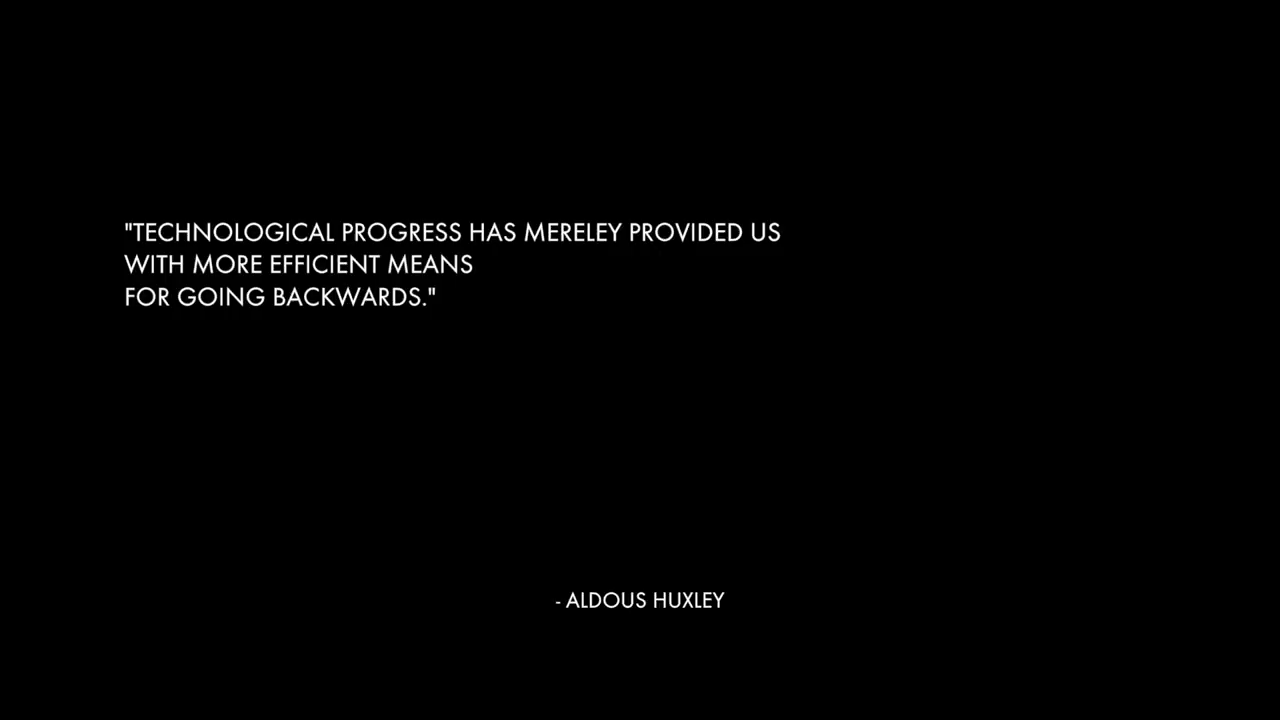 "TECHNOLOGICAL PROGRESS HAS MERELEY PROVIDED US
WITH MORE EFFICIENT MEANS
FOR GOING BACKWARDS."
- ALDOUS HUXLEY